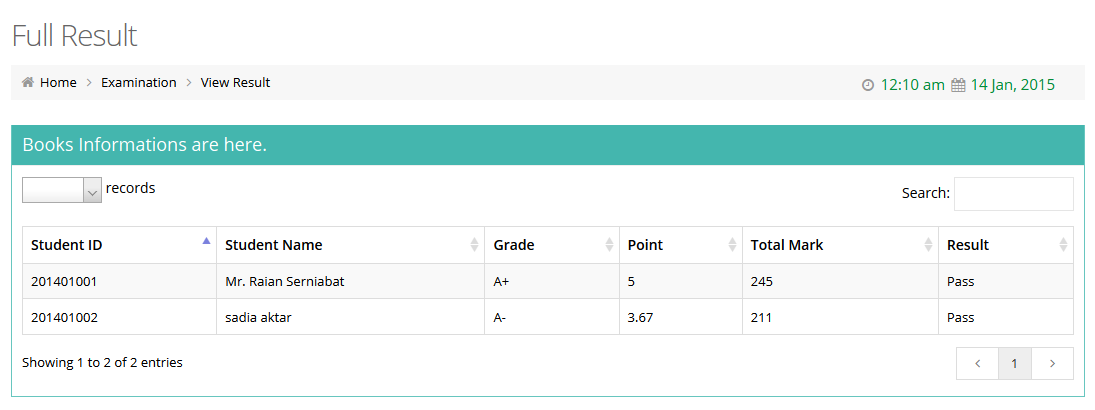 Full Result
Home > Examination > View Result 12:10 am 14 Jan, 2015
Books Informations are here.
records Search:
Student ID Student Name Grade Point Total Mark Result
201401001 Mr. Raian Serniabat A+ 5 245 Pass
201401002 sadia aktar A- 3.67 211 Pass
Showing 1 to 2 of 2 entries < 1 >